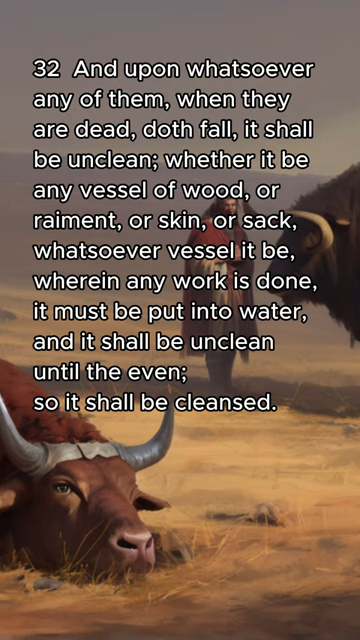 32  And upon whatsoever
any of them, when they
are dead, doth fall, it shall
be unclean; whether it be
any vessel of wood, or
raiment, or skin, or sack,
whatsoever vessel it be,
wherein any work is done,
it must be put into water,
and it shall be unclean
until the even;
so it shall be cleansed.